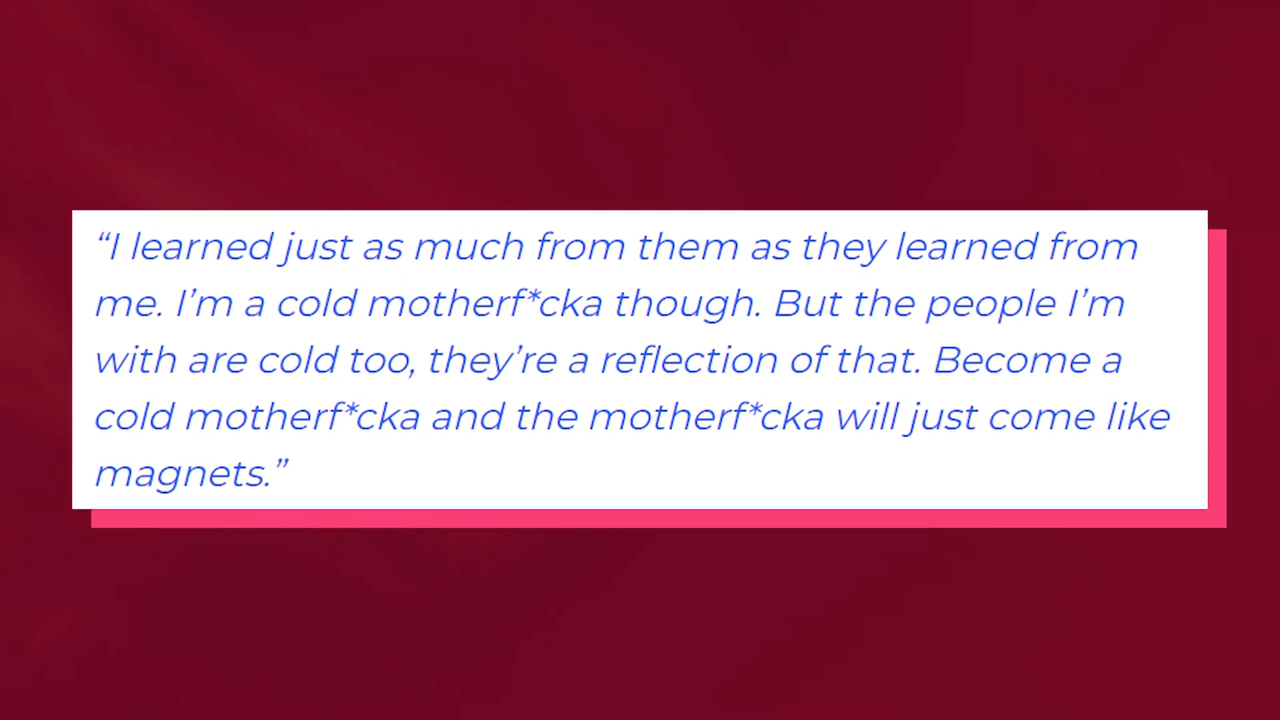 “I learned just as much from them as they learned from
me. I’m a cold motherf*cka though. But the people I’m
with are cold too, they’re a reflection of that. Become a
cold motherf*cka and the motherf*cka will just come like
magnets.”